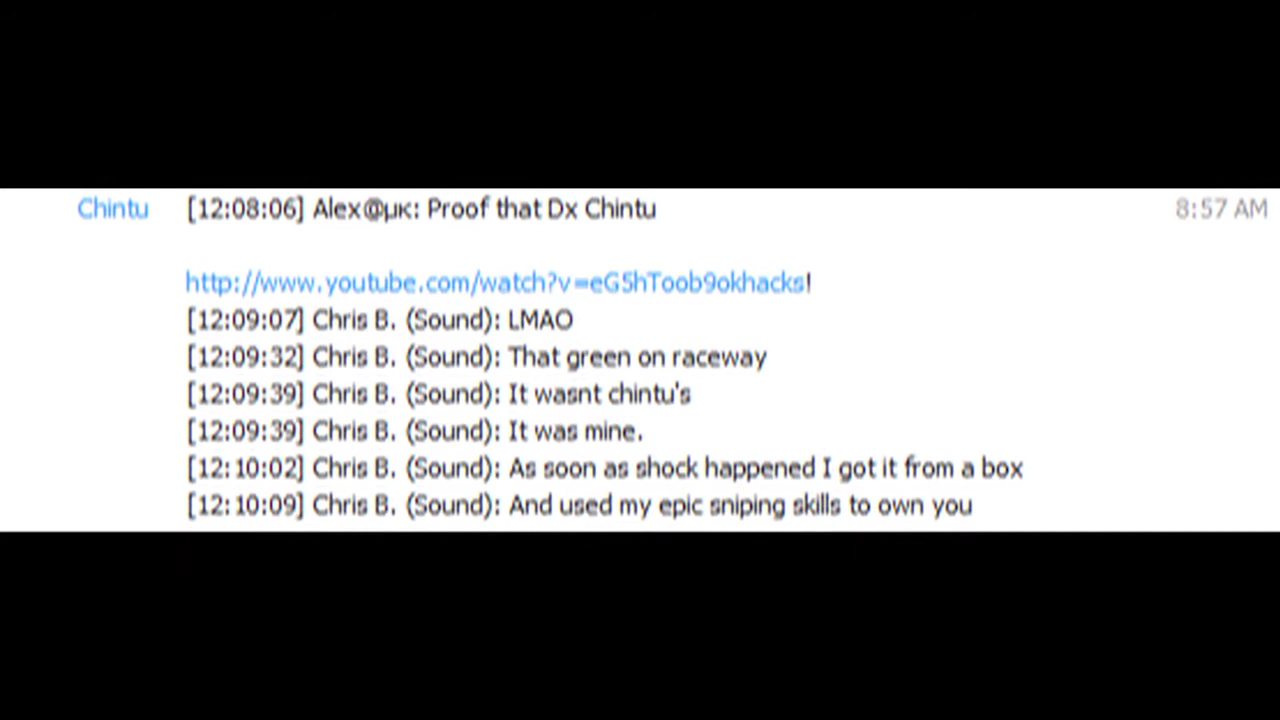 Chintu [12:08:06] Alex@µκ: Proof that Dx Chintu 8:57 AM
http://www.youtube.com/watch?v=eG5hToob9okhacks!
[12:09:07] Chris B. (Sound): LMAO
[12:09:32] Chris B. (Sound): That green on raceway
[12:09:39] Chris B. (Sound): It wasnt chintu's
[12:09:39] Chris B. (Sound): It was mine.
[12:10:02] Chris B. (Sound): As soon as shock happened I got it from a box
[12:10:09] Chris B. (Sound): And used my epic sniping skills to own you